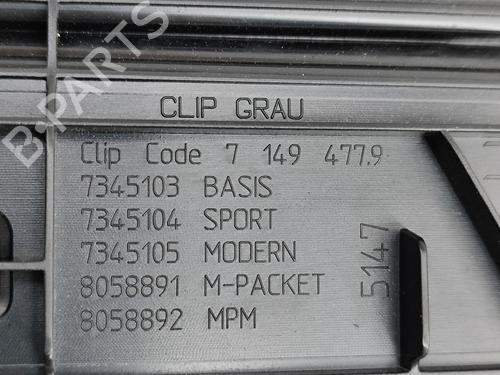 CLIP GRAU
Clip Code 7 149 477.9
7345103 BASIS
7345104 SPORT
7345105 MODERN
8058891 M-PACKET
8058892 MPM
5147
B-PARTS